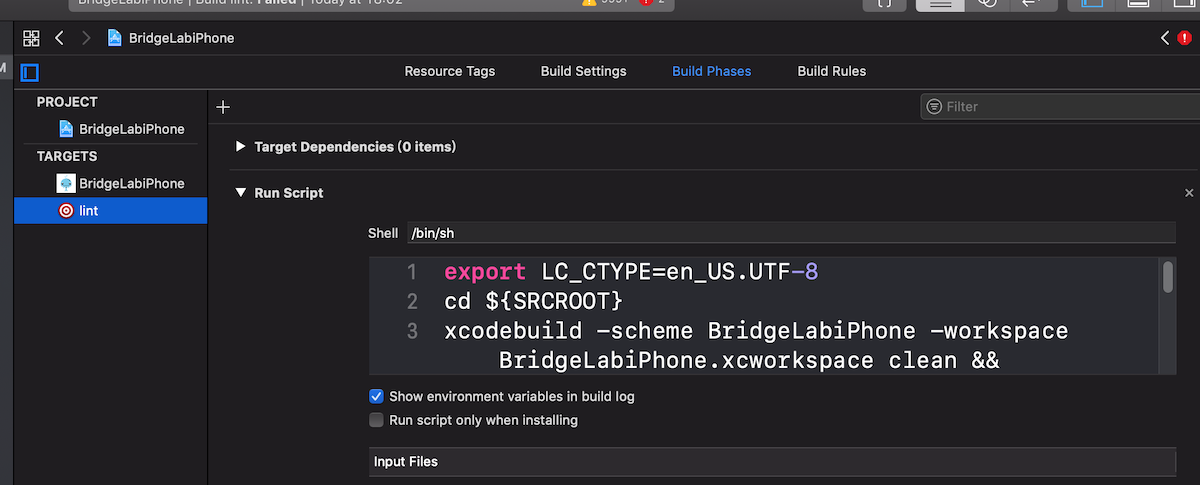 BridgeLabiPhone | Build lint: Failed | Today at 18:02
BridgeLabiPhone
M
Resource Tags
Build Settings
Build Phases
Build Rules
PROJECT
BridgeLabiPhone
TARGETS
BridgeLabiPhone
lint
+
Filter
Target Dependencies (0 items)
Run Script
Shell /bin/sh
1 export LC_CTYPE=en_US.UTF-8
2 cd ${SRCROOT}
3 xcodebuild -scheme BridgeLabiPhone -workspace
BridgeLabiPhone.xcworkspace clean &&
Show environment variables in build log
Run script only when installing
Input Files